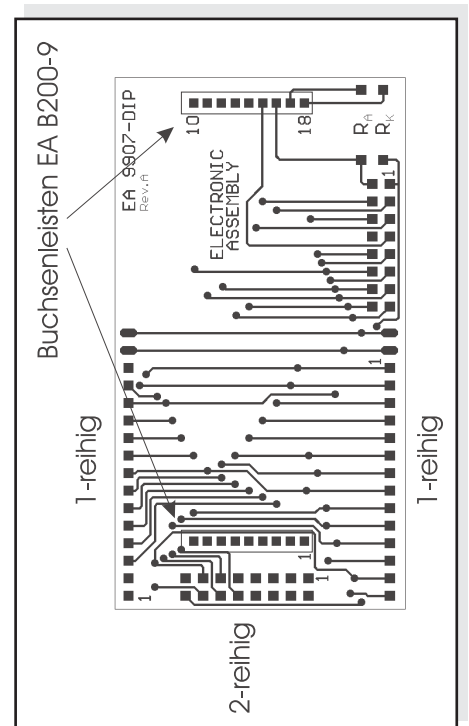 Buchsenleisten EA B200-9
EA 9907-DIP
Rev.A
10
18
ELECTRONIC
ASSEMBLY
RA
RK
1
1
1-reihig
1-reihig
1
1
1
2-reihig